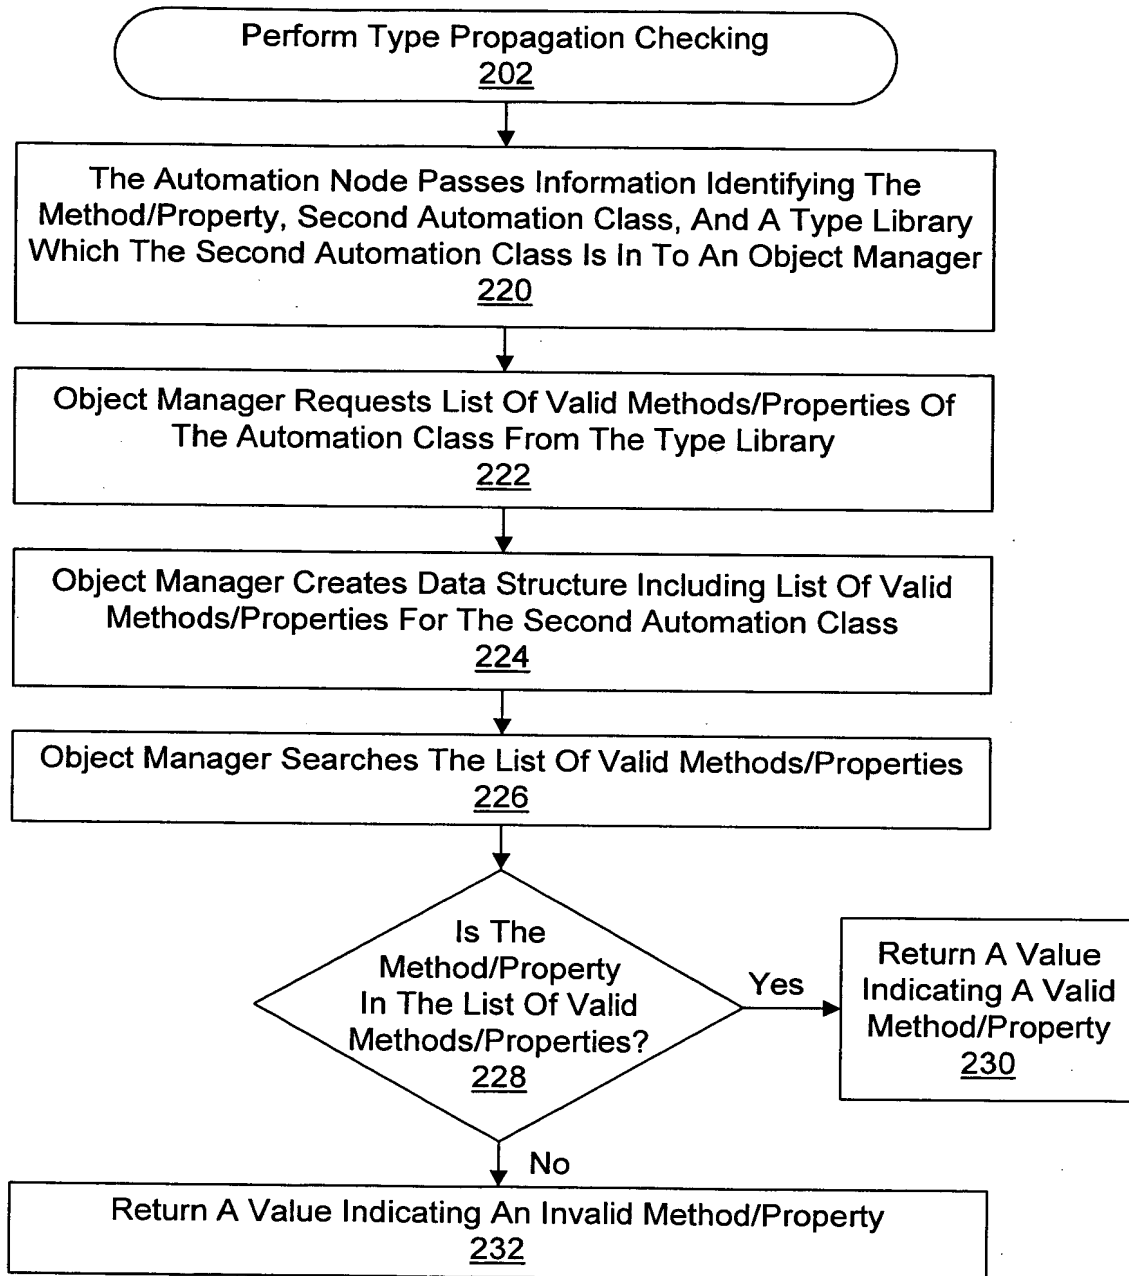 Perform Type Propagation Checking
202
The Automation Node Passes Information Identifying The
Method/Property, Second Automation Class, And A Type Library
Which The Second Automation Class Is In To An Object Manager
220
Object Manager Requests List Of Valid Methods/Properties Of
The Automation Class From The Type Library
222
Object Manager Creates Data Structure Including List Of Valid
Methods/Properties For The Second Automation Class
224
Object Manager Searches The List Of Valid Methods/Properties
226
Is The
Method/Property
In The List Of Valid
Methods/Properties?
228
Yes
Return A Value
Indicating A Valid
Method/Property
230
No
Return A Value Indicating An Invalid Method/Property
232